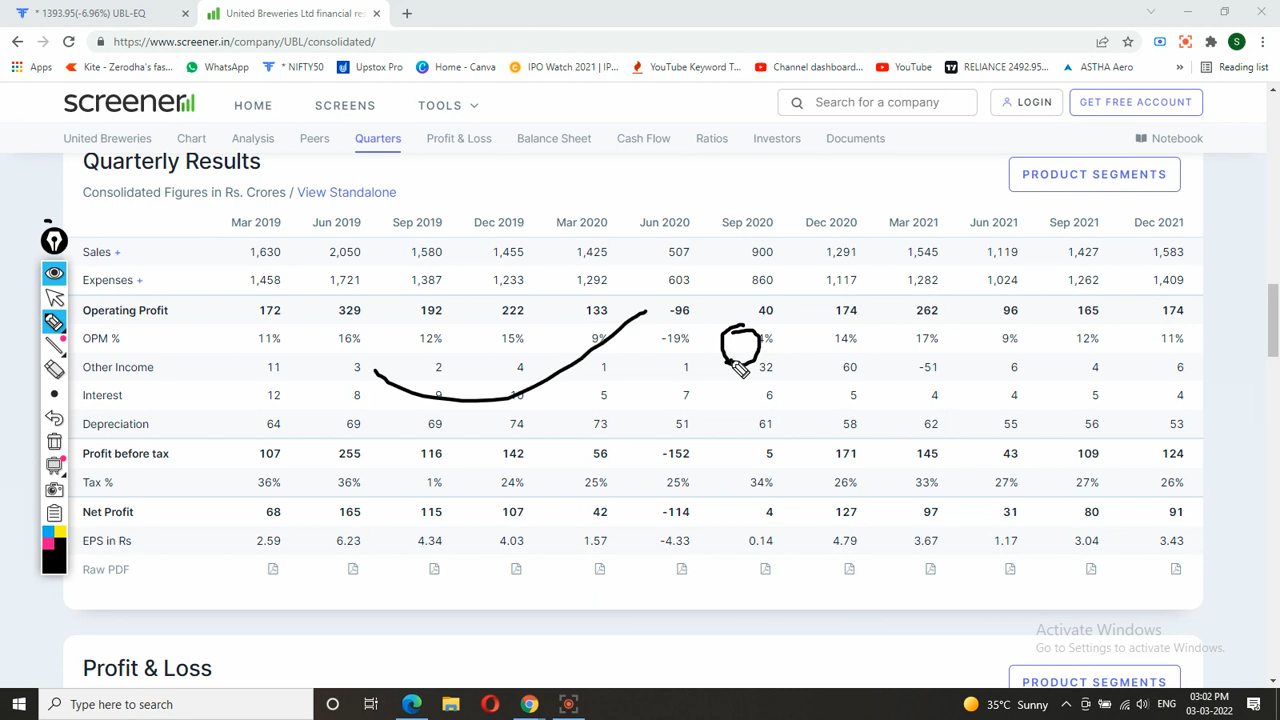 * 1393.95(-6.96%) UBL-EQ × United Breweries Ltd financial res × +
https://www.screener.in/company/UBL/consolidated/ S
Apps Kite - Zerodha's fas... WhatsApp * NIFTY50 Upstox Pro Home - Canva IPO Watch 2021 | IP... YouTube Keyword T... Channel dashboard... YouTube RELIANCE 2492.95... ASTHA Aero » Reading list
screener HOME SCREENS TOOLS Search for a company LOGIN GET FREE ACCOUNT
United Breweries Chart Analysis Peers Quarters Profit & Loss Balance Sheet Cash Flow Ratios Investors Documents Notebook
Quarterly Results PRODUCT SEGMENTS
Consolidated Figures in Rs. Crores / View Standalone
Mar 2019 Jun 2019 Sep 2019 Dec 2019 Mar 2020 Jun 2020 Sep 2020 Dec 2020 Mar 2021 Jun 2021 Sep 2021 Dec 2021
Sales + 1,630 2,050 1,580 1,455 1,425 507 900 1,291 1,545 1,119 1,427 1,583
Expenses + 1,458 1,721 1,387 1,233 1,292 603 860 1,117 1,282 1,024 1,262 1,409
Operating Profit 172 329 192 222 133 -96 40 174 262 96 165 174
OPM % 11% 16% 12% 15% 9% -19% 4% 14% 17% 9% 12% 11%
Other Income 11 3 2 4 1 1 32 60 -51 6 4 6
Interest 12 8 9 10 5 7 6 5 4 4 5 4
Depreciation 64 69 69 74 73 51 61 58 62 55 56 53
Profit before tax 107 255 116 142 56 -152 5 171 145 43 109 124
Tax % 36% 36% 1% 24% 25% 25% 34% 26% 33% 27% 27% 26%
Net Profit 68 165 115 107 42 -114 4 127 97 31 80 91
EPS in Rs 2.59 6.23 4.34 4.03 1.57 -4.33 0.14 4.79 3.67 1.17 3.04 3.43
Raw PDF
Activate Windows
Go to Settings to activate Windows.
Profit & Loss PRODUCT SEGMENTS
Type here to search 35°C Sunny ENG 03:02 PM
03-03-2022